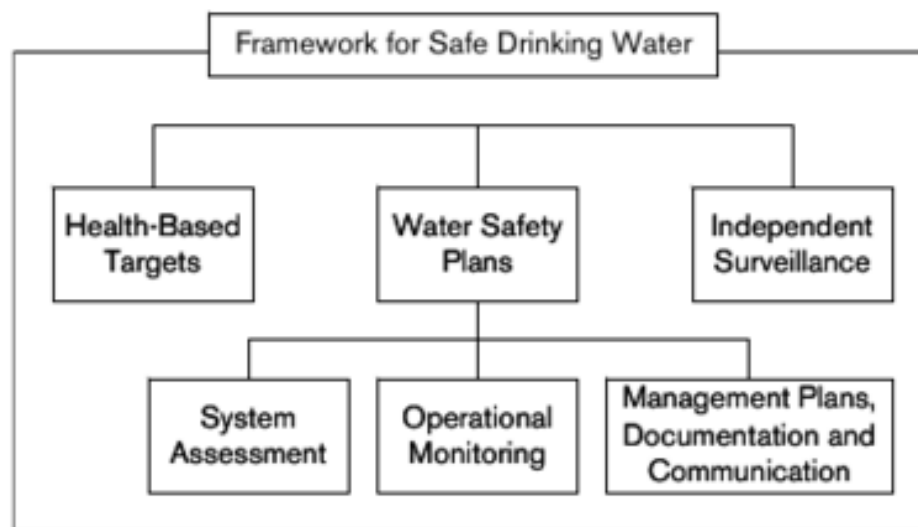 Framework for Safe Drinking Water
Health-Based
Targets
Water Safety
Plans
Independent
Surveillance
System
Assessment
Operational
Monitoring
Management Plans,
Documentation and
Communication